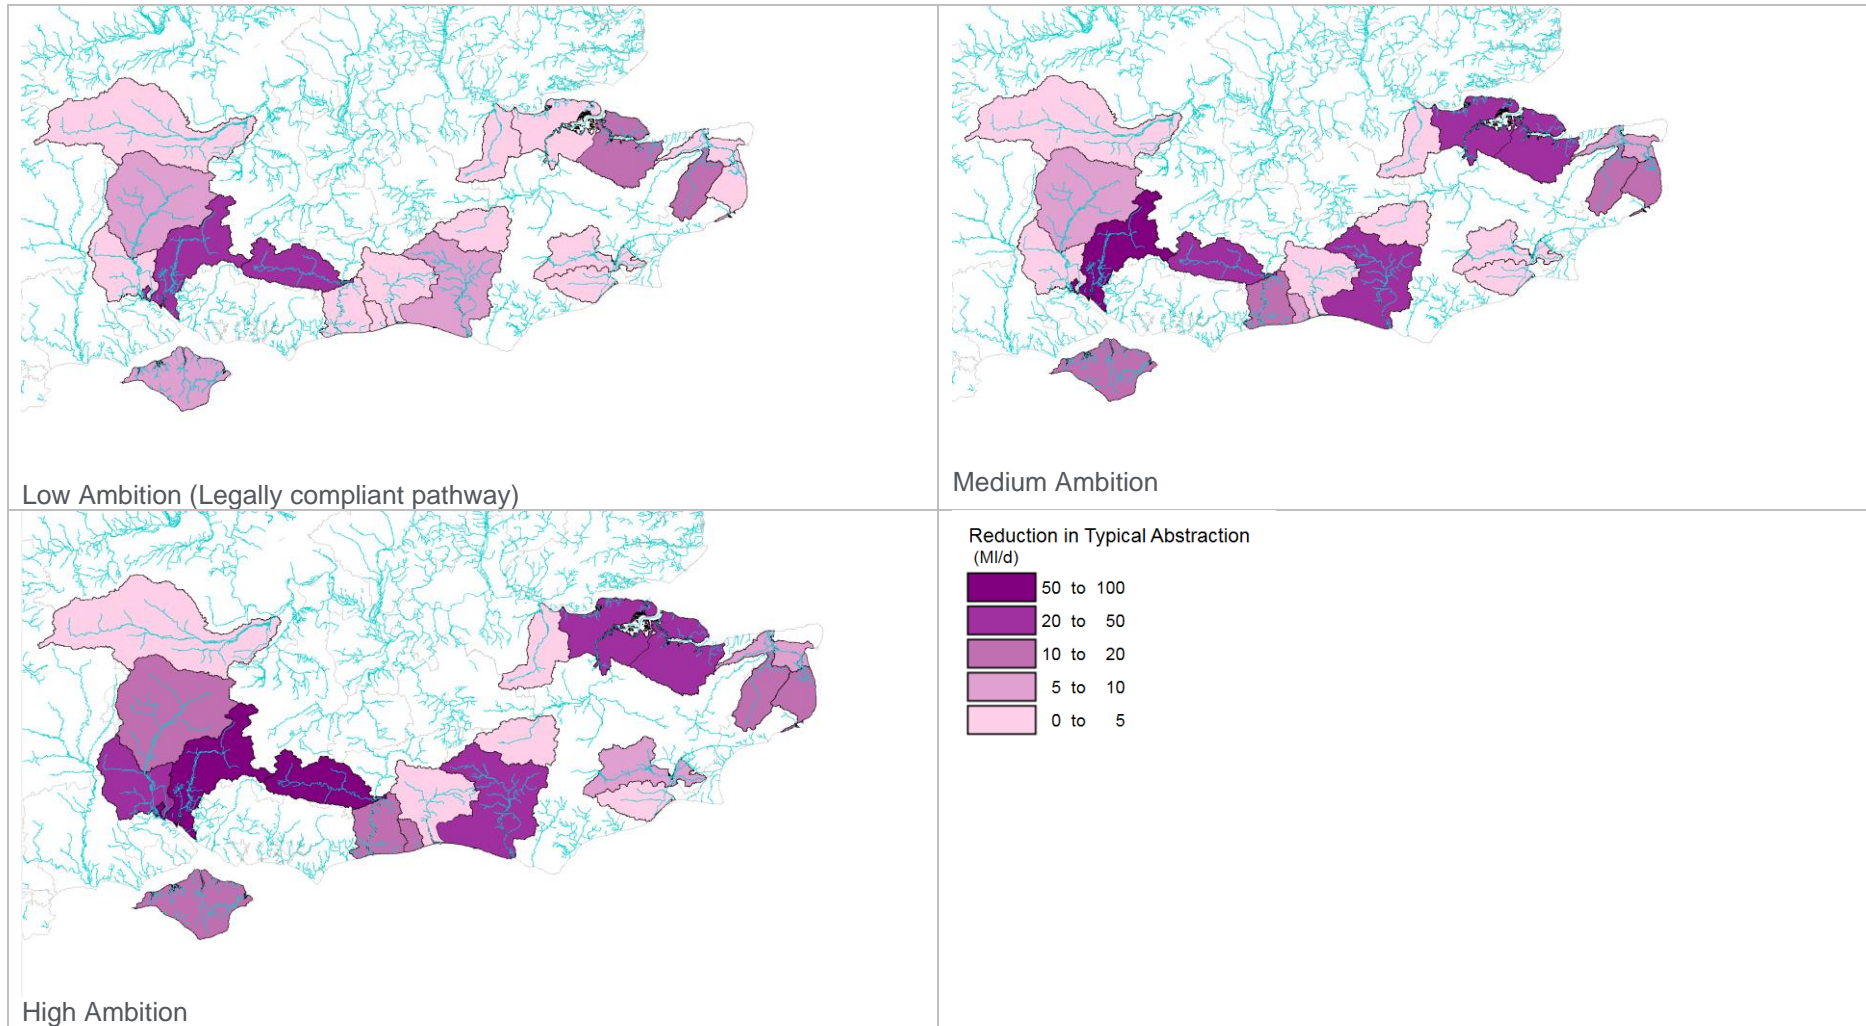 Low Ambition (Legally compliant pathway)
Medium Ambition
High Ambition
Reduction in Typical Abstraction
(Ml/d)
50 to 100
20 to 50
10 to 20
5 to 10
0 to 5